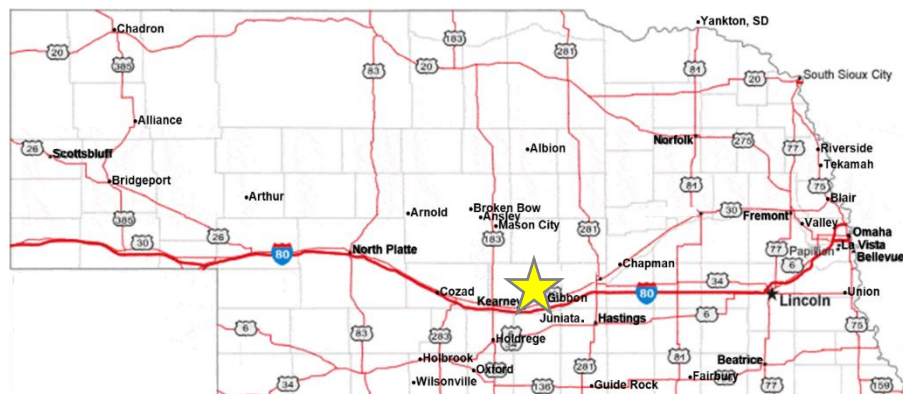 Yankton, SD
Chadron
183
20
281
385
83
20
81
20
South Sioux City
Alliance
Albion
Norfolk
275
77
Riverside
26
Scottsbluff
Tekamah
Bridgeport
Arthur
81
75
Blair
Arnold
Broken Bow
Ansley
Mason City
30
Fremont
Valley
385
30
26
183
281
Omaha
La Vista
Papillion
Bellevue
77
6
80
North Platte
Chapman
34
Cozad
Kearney
Gibbon
80
Lincoln
Union
Juniata
Hastings
6
75
6
83
283
6
34
Holdrege
Holbrook
281
81
Beatrice
34
Wilsonville
Oxford
136
Guide Rock
Fairbury
77
159